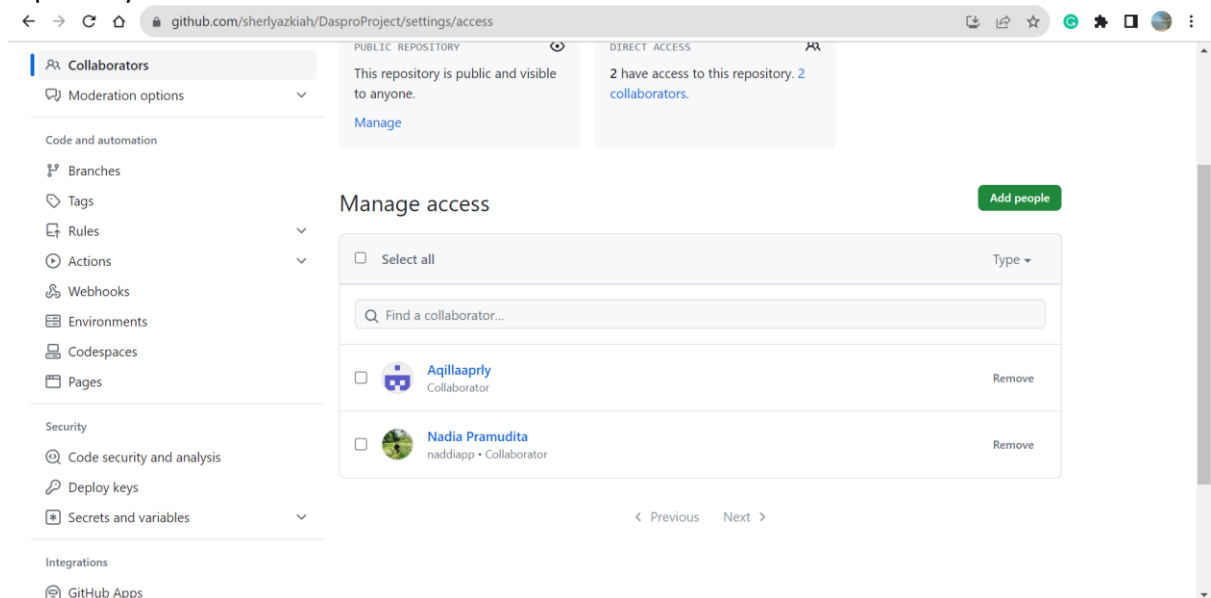 github.com/sherlyazkiah/DasproProject/settings/access
Collaborators
Moderation options
Code and automation
Branches
Tags
Rules
Actions
Webhooks
Environments
Codespaces
Pages
Security
Code security and analysis
Deploy keys
Secrets and variables
Integrations
GitHub Apps
PUBLIC REPOSITORY
This repository is public and visible
to anyone.
Manage
DIRECT ACCESS
2 have access to this repository. 2
collaborators.
Manage access
Add people
Select all
Type
Find a collaborator...
Aqillaaprly
Collaborator
Remove
Nadia Pramudita
naddiapp • Collaborator
Remove
Previous Next